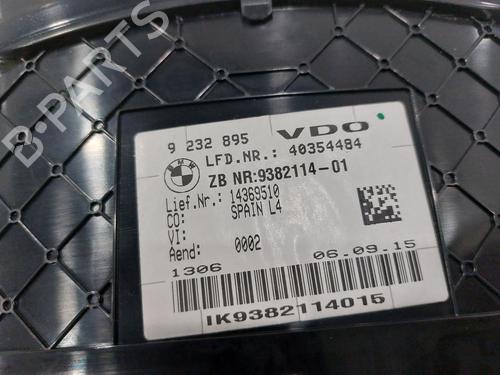 B-PARTS
9 232 895 VDO
BMW
LFD.NR.: 40354484
ZB NR:9382114-01
Lief.Nr.: 14369510
CO: SPAIN L4
VI:
Aend: 0002
1306 06.09.15
IK9382114015